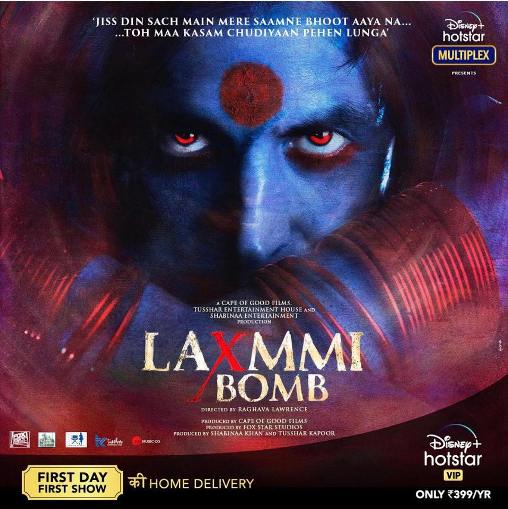 'JISS DIN SACH MAIN MERE SAAMNE BHOOT AAYA NA...
...TOH MAA KASAM CHUDIYAAN PEHEN LUNGA'
Disney+
hotstar
MULTIPLEX
PRESENTS
A CAPE OF GOOD FILMS,
TUSSHAR ENTERTAINMENT HOUSE AND
SHABINAA ENTERTAINMENT
PRODUCTION
LAXMMI
BOMB
DIRECTED BY RAGHAVA LAWRENCE
PRODUCED BY CAPE OF GOOD FILMS
PRODUCED BY FOX STAR STUDIOS
PRODUCED BY SHABINAA KHAN AND TUSSHAR KAPOOR
FOX
STAR
Disney+
hotstar
VIP
FIRST DAY
FIRST SHOW
की HOME DELIVERY
ONLY ₹399/YR